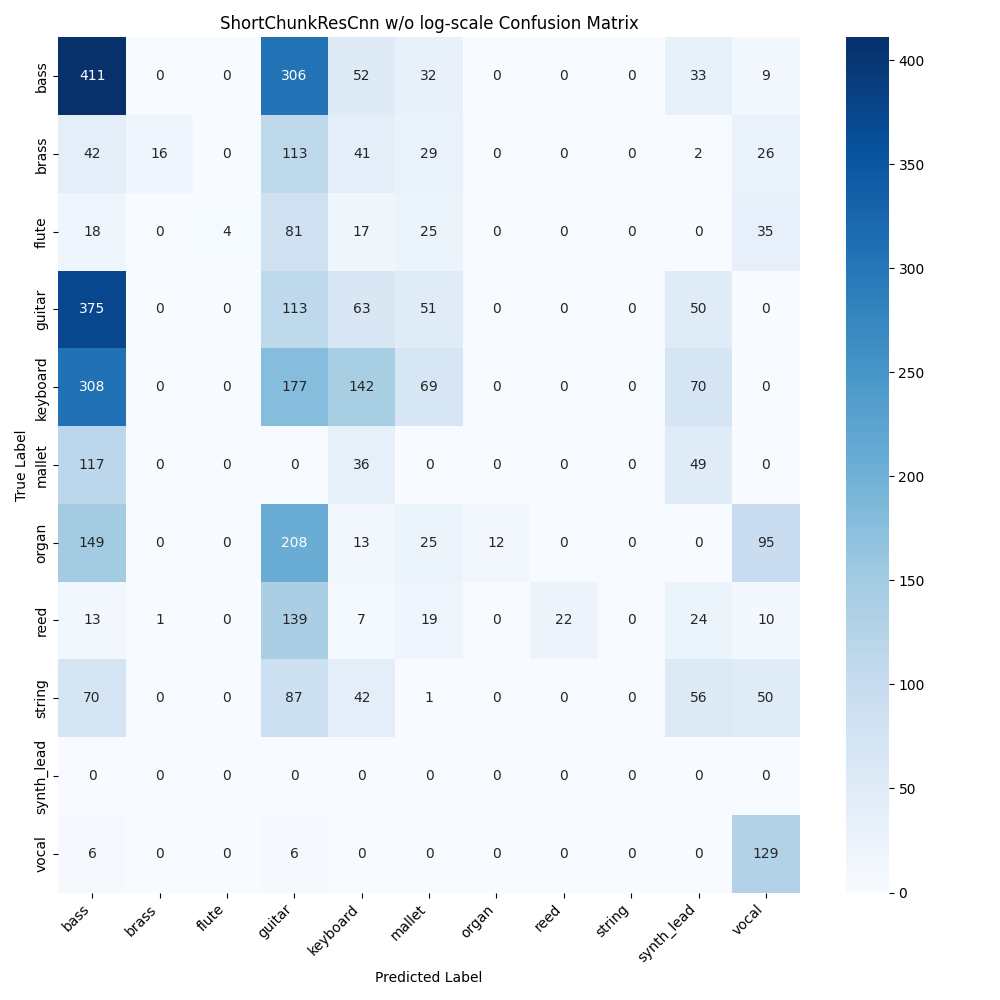 ShortChunkResCnn w/o log-scale Confusion Matrix
True Label
bass 411 0 0 306 52 32 0 0 0 33 9
brass 42 16 0 113 41 29 0 0 0 2 26
flute 18 0 4 81 17 25 0 0 0 0 35
guitar 375 0 0 113 63 51 0 0 0 50 0
keyboard 308 0 0 177 142 69 0 0 0 70 0
mallet 117 0 0 0 36 0 0 0 0 49 0
organ 149 0 0 208 13 25 12 0 0 0 95
reed 13 1 0 139 7 19 0 22 0 24 10
string 70 0 0 87 42 1 0 0 0 56 50
synth_lead 0 0 0 0 0 0 0 0 0 0 0
vocal 6 0 0 6 0 0 0 0 0 0 129
bass brass flute guitar keyboard mallet organ reed string synth_lead vocal
Predicted Label
400
350
300
250
200
150
100
50
0